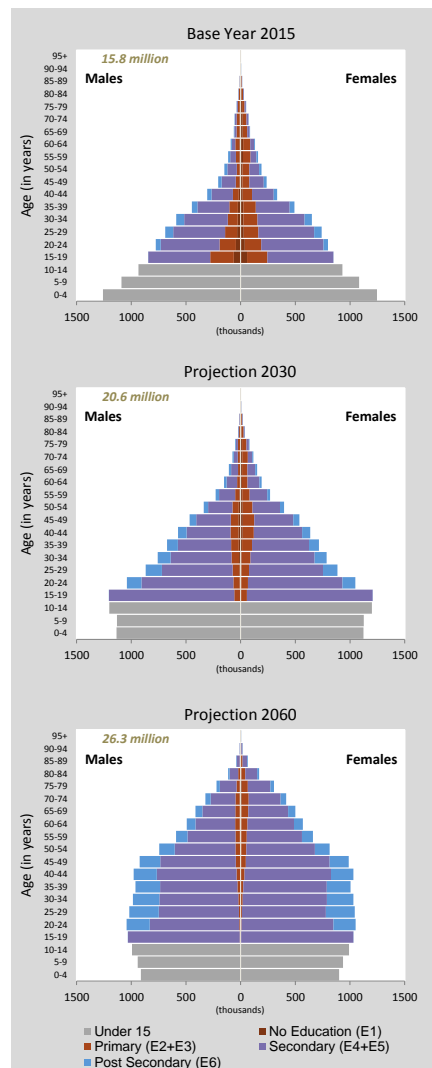 Base Year 2015
15.8 million
Males
Females
Age (in years)
95+
90-94
85-89
80-84
75-79
70-74
65-69
60-64
55-59
50-54
45-49
40-44
35-39
30-34
25-29
20-24
15-19
10-14
5-9
0-4
1500 1000 500 0 500 1000 1500
(thousands)
Projection 2030
20.6 million
Males
Females
Age (in years)
95+
90-94
85-89
80-84
75-79
70-74
65-69
60-64
55-59
50-54
45-49
40-44
35-39
30-34
25-29
20-24
15-19
10-14
5-9
0-4
1500 1000 500 0 500 1000 1500
(thousands)
Projection 2060
26.3 million
Males
Females
Age (in years)
95+
90-94
85-89
80-84
75-79
70-74
65-69
60-64
55-59
50-54
45-49
40-44
35-39
30-34
25-29
20-24
15-19
10-14
5-9
0-4
1500 1000 500 0 500 1000 1500
(thousands)
Under 15 No Education (E1)
Primary (E2+E3) Secondary (E4+E5)
Post Secondary (E6)